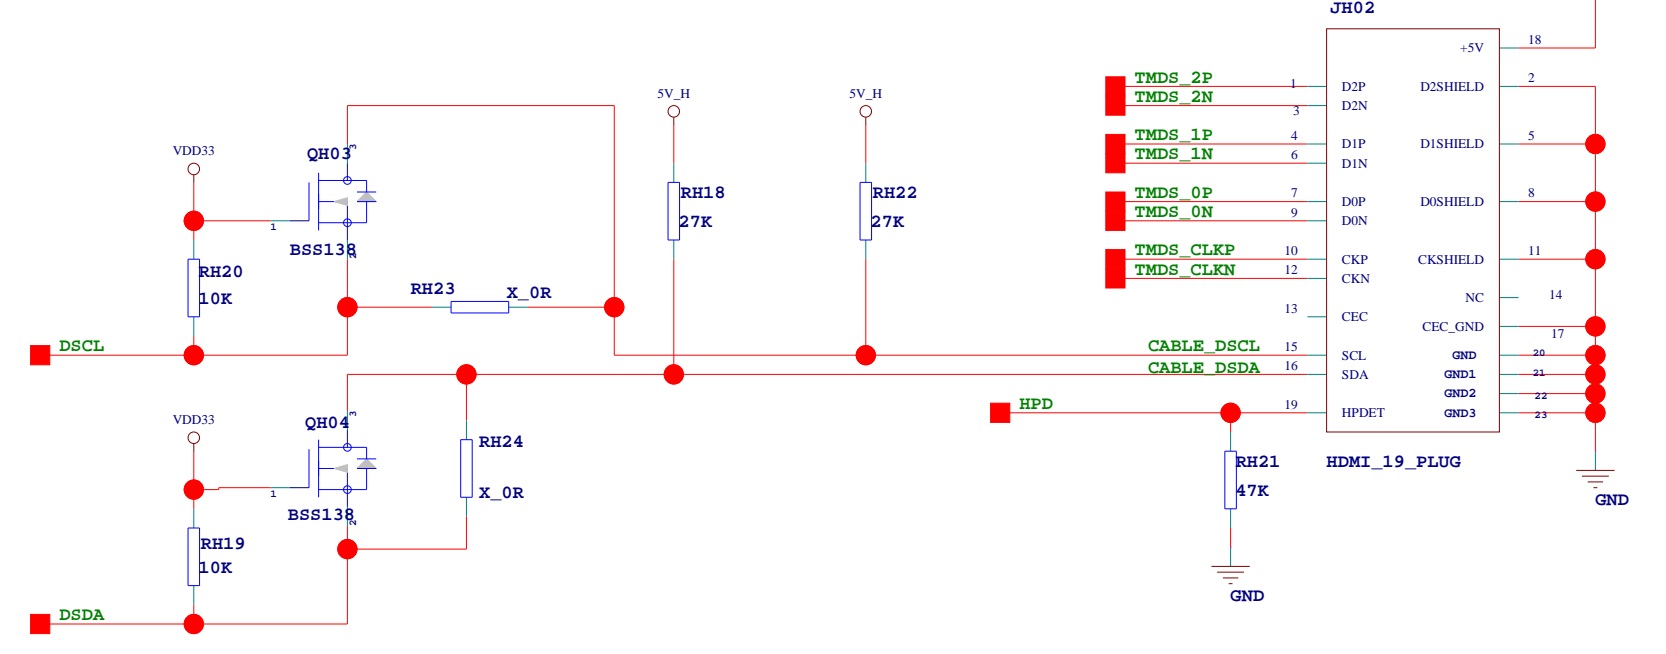 JH02
+5V 18
TMDS_2P 1 D2P D2SHIELD 2
TMDS_2N 3 D2N
5V_H 5V_H
TMDS_1P 4 D1P D1SHIELD 5
TMDS_1N 6 D1N
VDD33 QH03 3
RH18 RH22
27K 27K
TMDS_0P 7 D0P D0SHIELD 8
TMDS_0N 9 D0N
1
BSS138 2
TMDS_CLKP 10 CKP CKSHIELD 11
TMDS_CLKN 12 CKN
RH20
10K
RH23 X_0R
NC 14
13 CEC
CEC_GND 17
DSCL CABLE_DSCL 15 SCL GND 20
CABLE_DSDA 16 SDA GND1 21
GND2 22
HPD 19 HPDET GND3 23
VDD33 QH04 3
RH24
X_0R
RH21
47K
HDMI_19_PLUG
GND
1
BSS138 2
RH19
10K
GND
DSDA